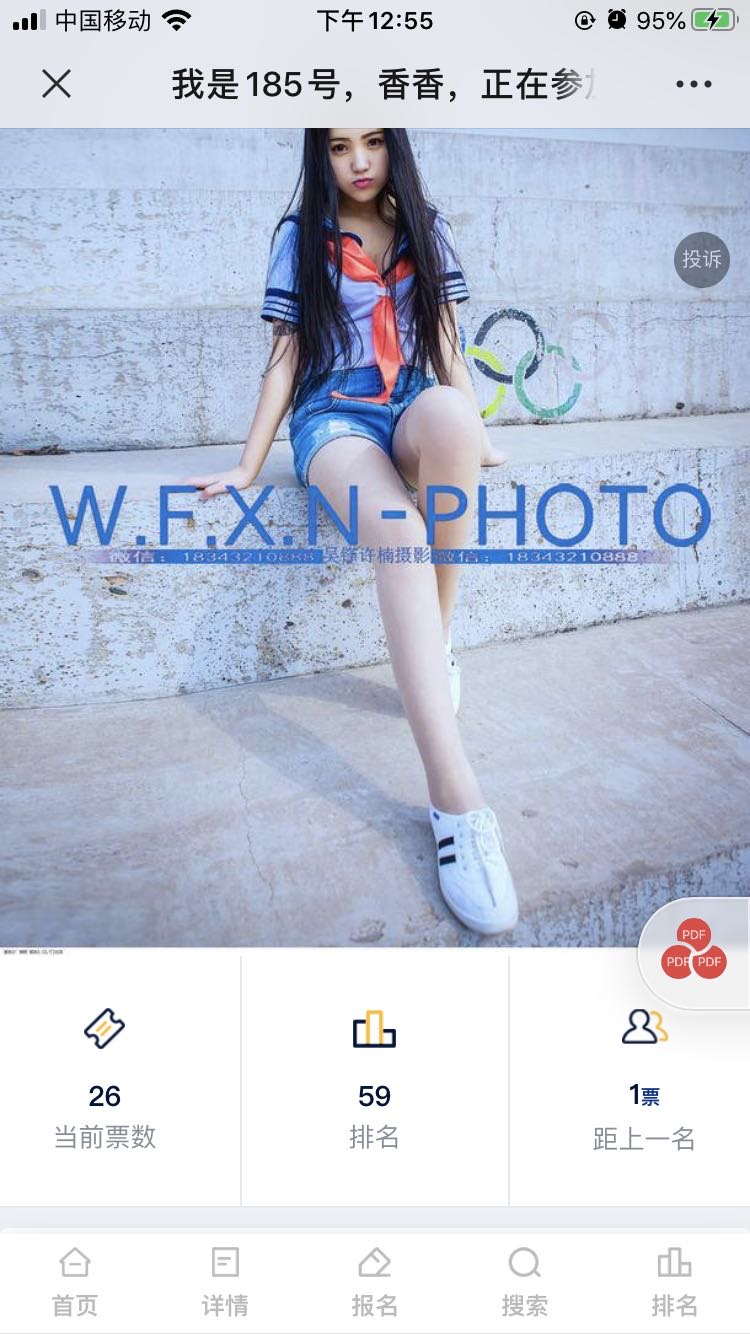 中国移动
下午12:55
95%
我是185号，香香，正在参
投诉
W.F.X.N-PHOTO
微信：18343210888 吴铮许楠摄影 微信：18343210888
PDF
PDF PDF
26
59
1票
当前票数
排名
距上一名
首页
详情
报名
搜索
排名